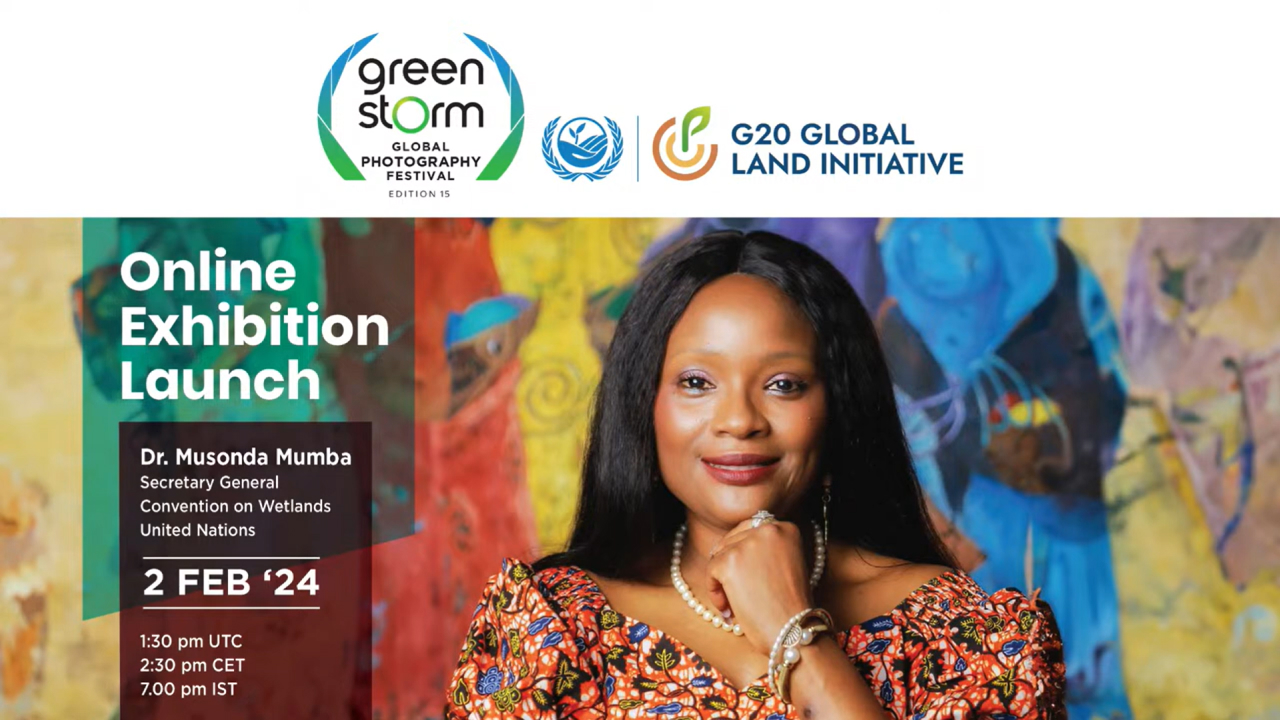 green
storm
GLOBAL
PHOTOGRAPHY
FESTIVAL
EDITION 15
G20 GLOBAL
LAND INITIATIVE
Online
Exhibition
Launch
Dr. Musonda Mumba
Secretary General
Convention on Wetlands
United Nations
2 FEB ‘24
1:30 pm UTC
2:30 pm CET
7.00 pm IST